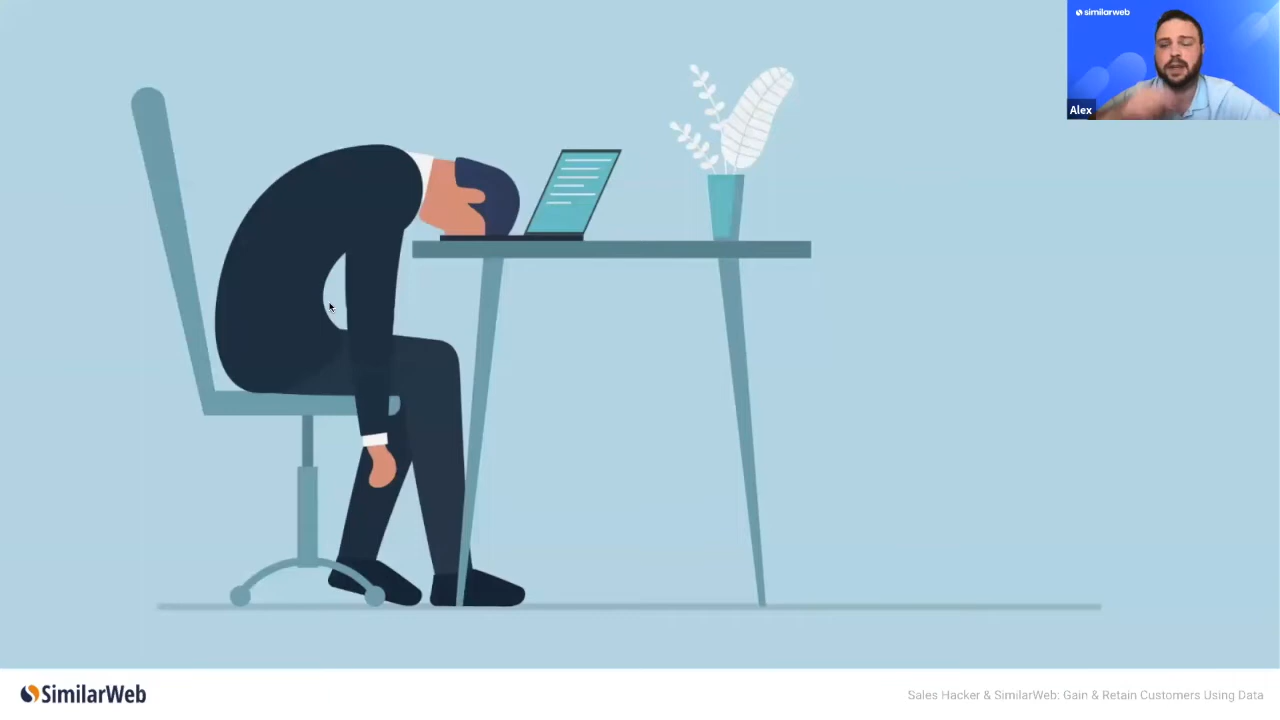 similarweb
Alex
SimilarWeb
Sales Hacker & SimilarWeb: Gain & Retain Customers Using Data